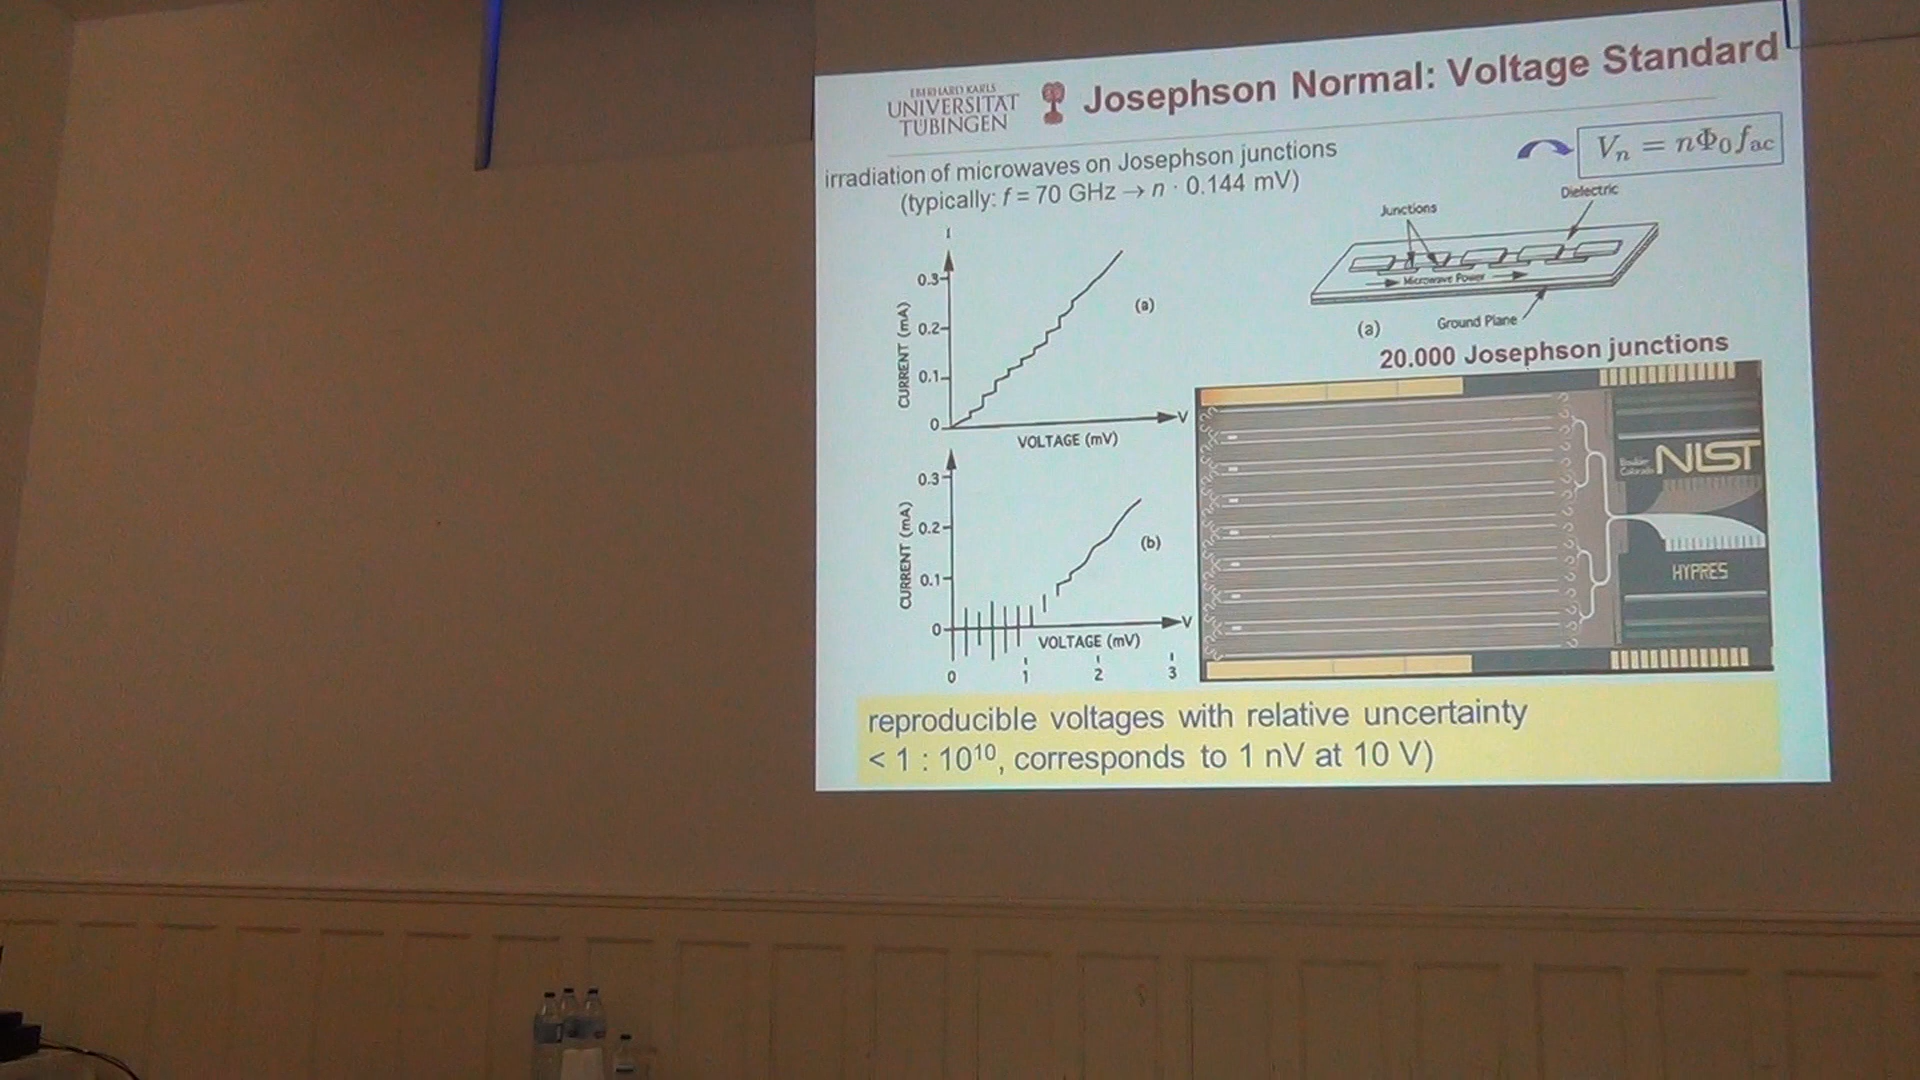 EBERHARD KARLS
UNIVERSITÄT
TÜBINGEN
Josephson Normal: Voltage Standard
irradiation of microwaves on Josephson junctions
(typically: f = 70 GHz → n · 0.144 mV)
Vₙ = nΦ₀f_ac
I
0.3
0.2
0.1
0
CURRENT (mA)
(a)
V
VOLTAGE (mV)
0.3
0.2
0.1
0
CURRENT (mA)
(b)
V
VOLTAGE (mV)
0 1 2 3
Dielectric
Junctions
Microwave Power
Ground Plane
(a)
20.000 Josephson junctions
Boulder
Colorado
NIST
HYPRES
reproducible voltages with relative uncertainty
< 1 : 10¹⁰, corresponds to 1 nV at 10 V)